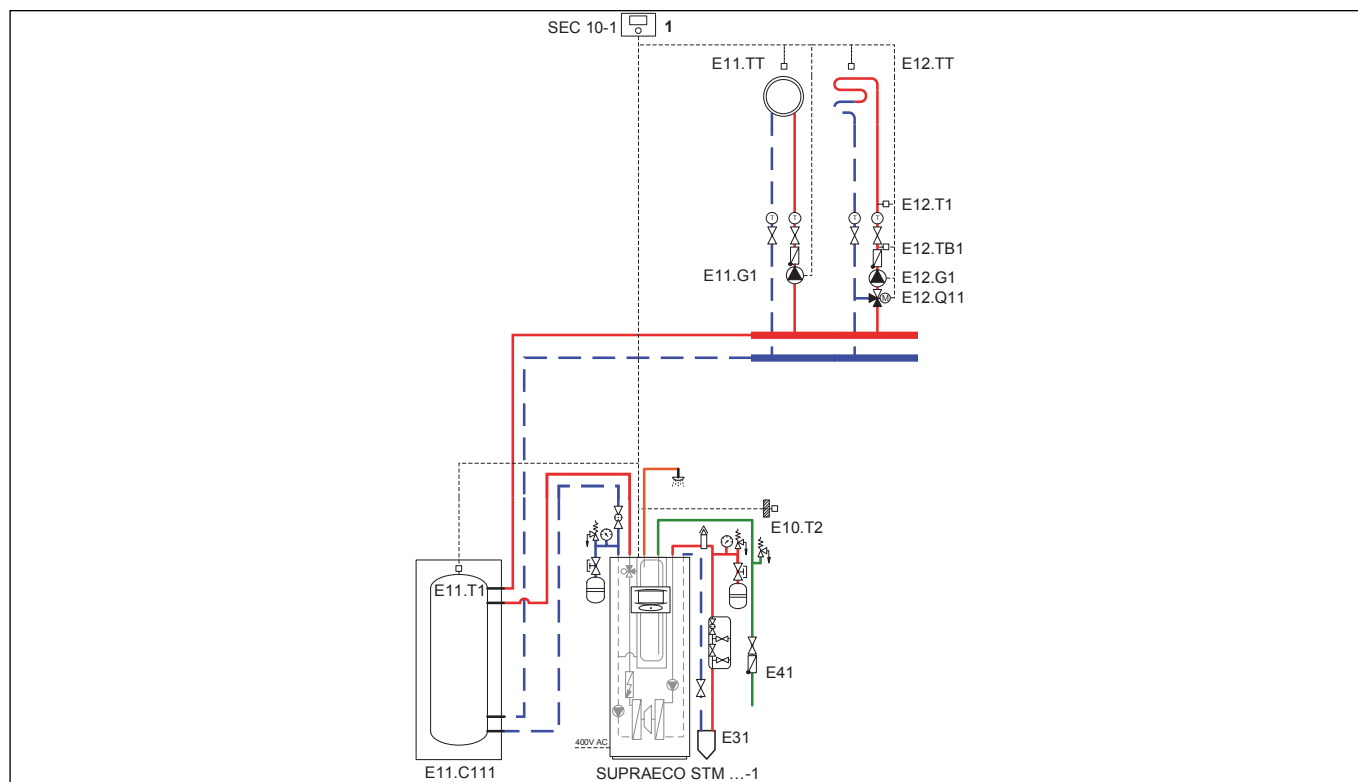 SEC 10-1 1
E11.TT
E12.TT
T
T
T
T
E12.T1
E12.TB1
E11.G1
E12.G1
M
E12.Q11
E10.T2
E11.T1
E41
E31
400V AC
E11.C111
SUPRAECO STM ...-1